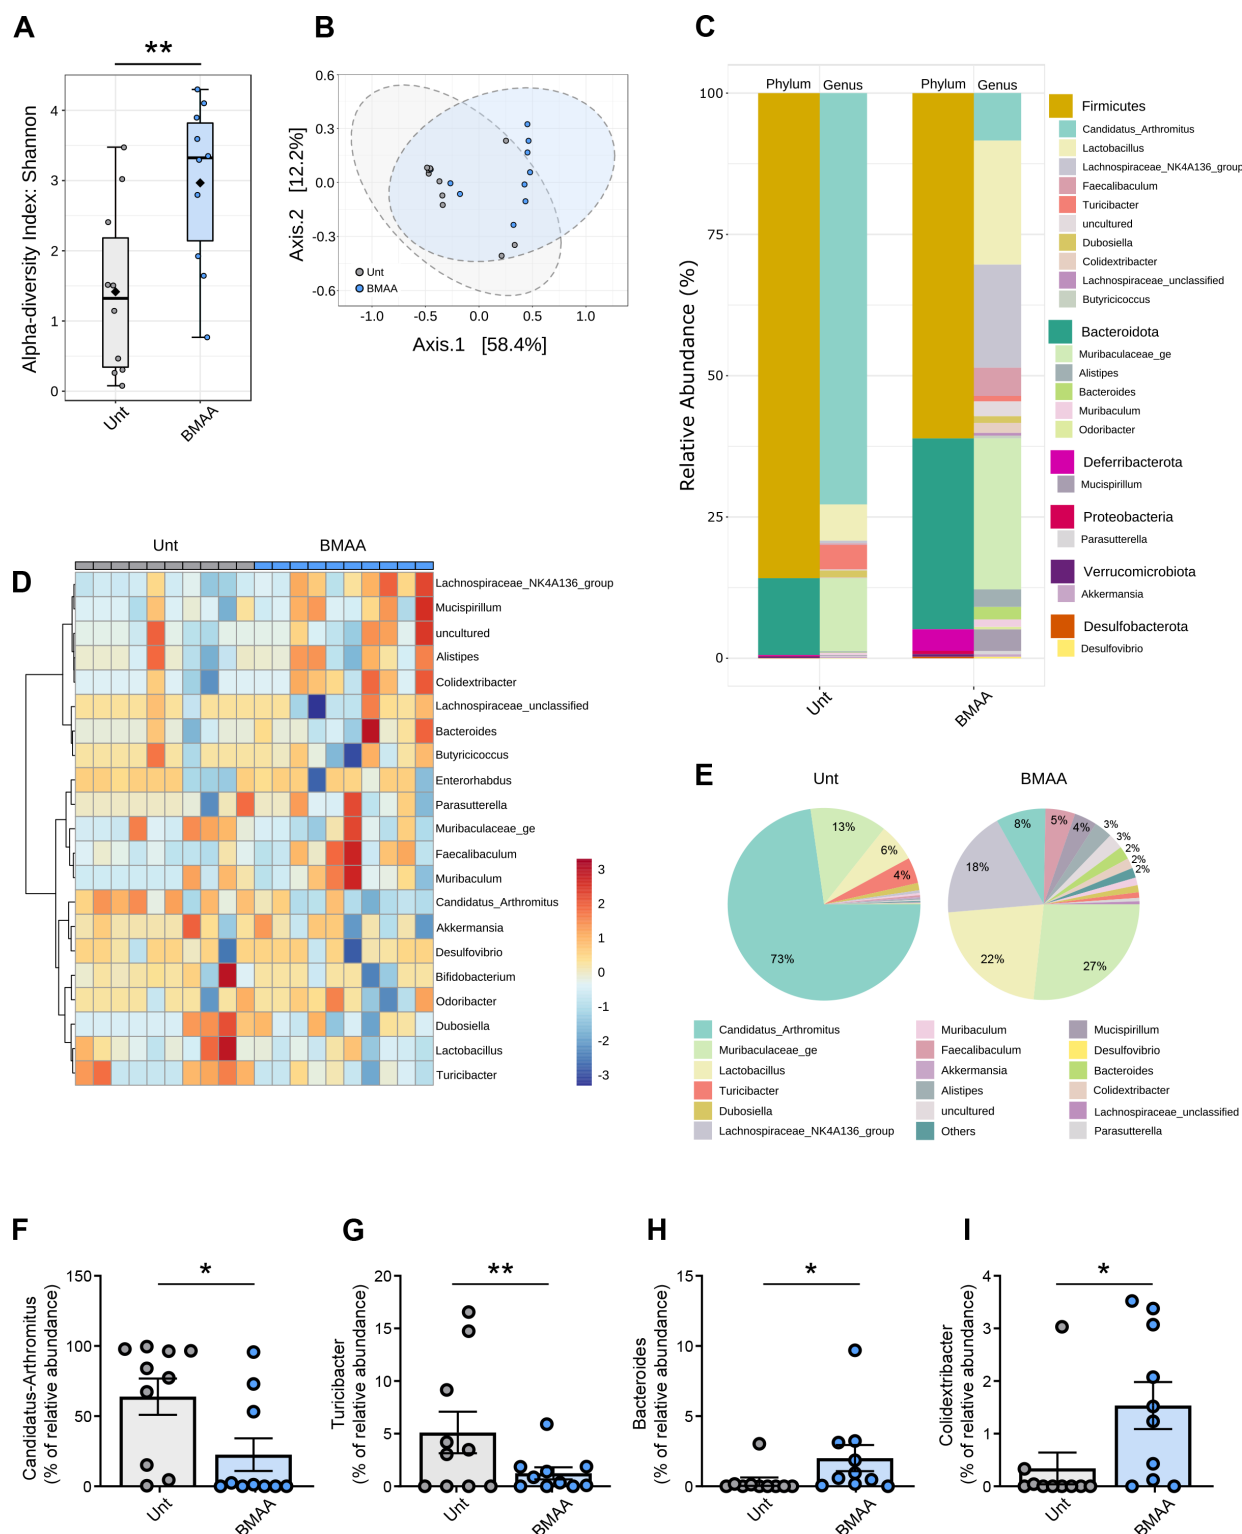 A
**
Alpha-diversity Index: Shannon
4
3
2
1
0
Unt
BMAA
B
Axis.2 [12.2%]
0.6
0.3
0.0
-0.3
-0.6
Unt
BMAA
-1.0 -0.5 0.0 0.5 1.0
Axis.1 [58.4%]
C
Relative Abundance (%)
100
75
50
25
0
Phylum Genus Phylum Genus
Unt
BMAA
Firmicutes
Candidatus_Arthromitus
Lactobacillus
Lachnospiraceae_NK4A136_group
Faecalibaculum
Turicibacter
uncultured
Dubosiella
Colidextribacter
Lachnospiraceae_unclassified
Butyricicoccus
Bacteroidota
Muribaculaceae_ge
Alistipes
Bacteroides
Muribaculum
Odoribacter
Deferribacterota
Mucispirillum
Proteobacteria
Parasutterella
Verrucomicrobiota
Akkermansia
Desulfobacterota
Desulfovibrio
D
Unt BMAA
Lachnospiraceae_NK4A136_group
Mucispirillum
uncultured
Alistipes
Colidextribacter
Lachnospiraceae_unclassified
Bacteroides
Butyricicoccus
Enterorhabdus
Parasutterella
Muribaculaceae_ge
Faecalibaculum
Muribaculum
Candidatus_Arthromitus
Akkermansia
Desulfovibrio
Bifidobacterium
Odoribacter
Dubosiella
Lactobacillus
Turicibacter
3
2
1
0
-1
-2
-3
E
Unt
13%
6%
4%
73%
BMAA
8%
5%
4%
3%
3%
2%
2%
2%
18%
22%
27%
Candidatus_Arthromitus
Muribaculaceae_ge
Lactobacillus
Turicibacter
Dubosiella
Lachnospiraceae_NK4A136_group
Muribaculum
Faecalibaculum
Akkermansia
Alistipes
uncultured
Others
Mucispirillum
Desulfovibrio
Bacteroides
Colidextribacter
Lachnospiraceae_unclassified
Parasutterella
F
Candidatus-Arthromitus
(% of relative abundance)
150
100
50
0
*
Unt
BMAA
G
Turicibacter
(% of relative abundance)
20
15
10
5
0
**
Unt
BMAA
H
Bacteroides
(% of relative abundance)
15
10
5
0
*
Unt
BMAA
I
Colidextribacter
(% of relative abundance)
4
3
2
1
0
*
Unt
BMAA